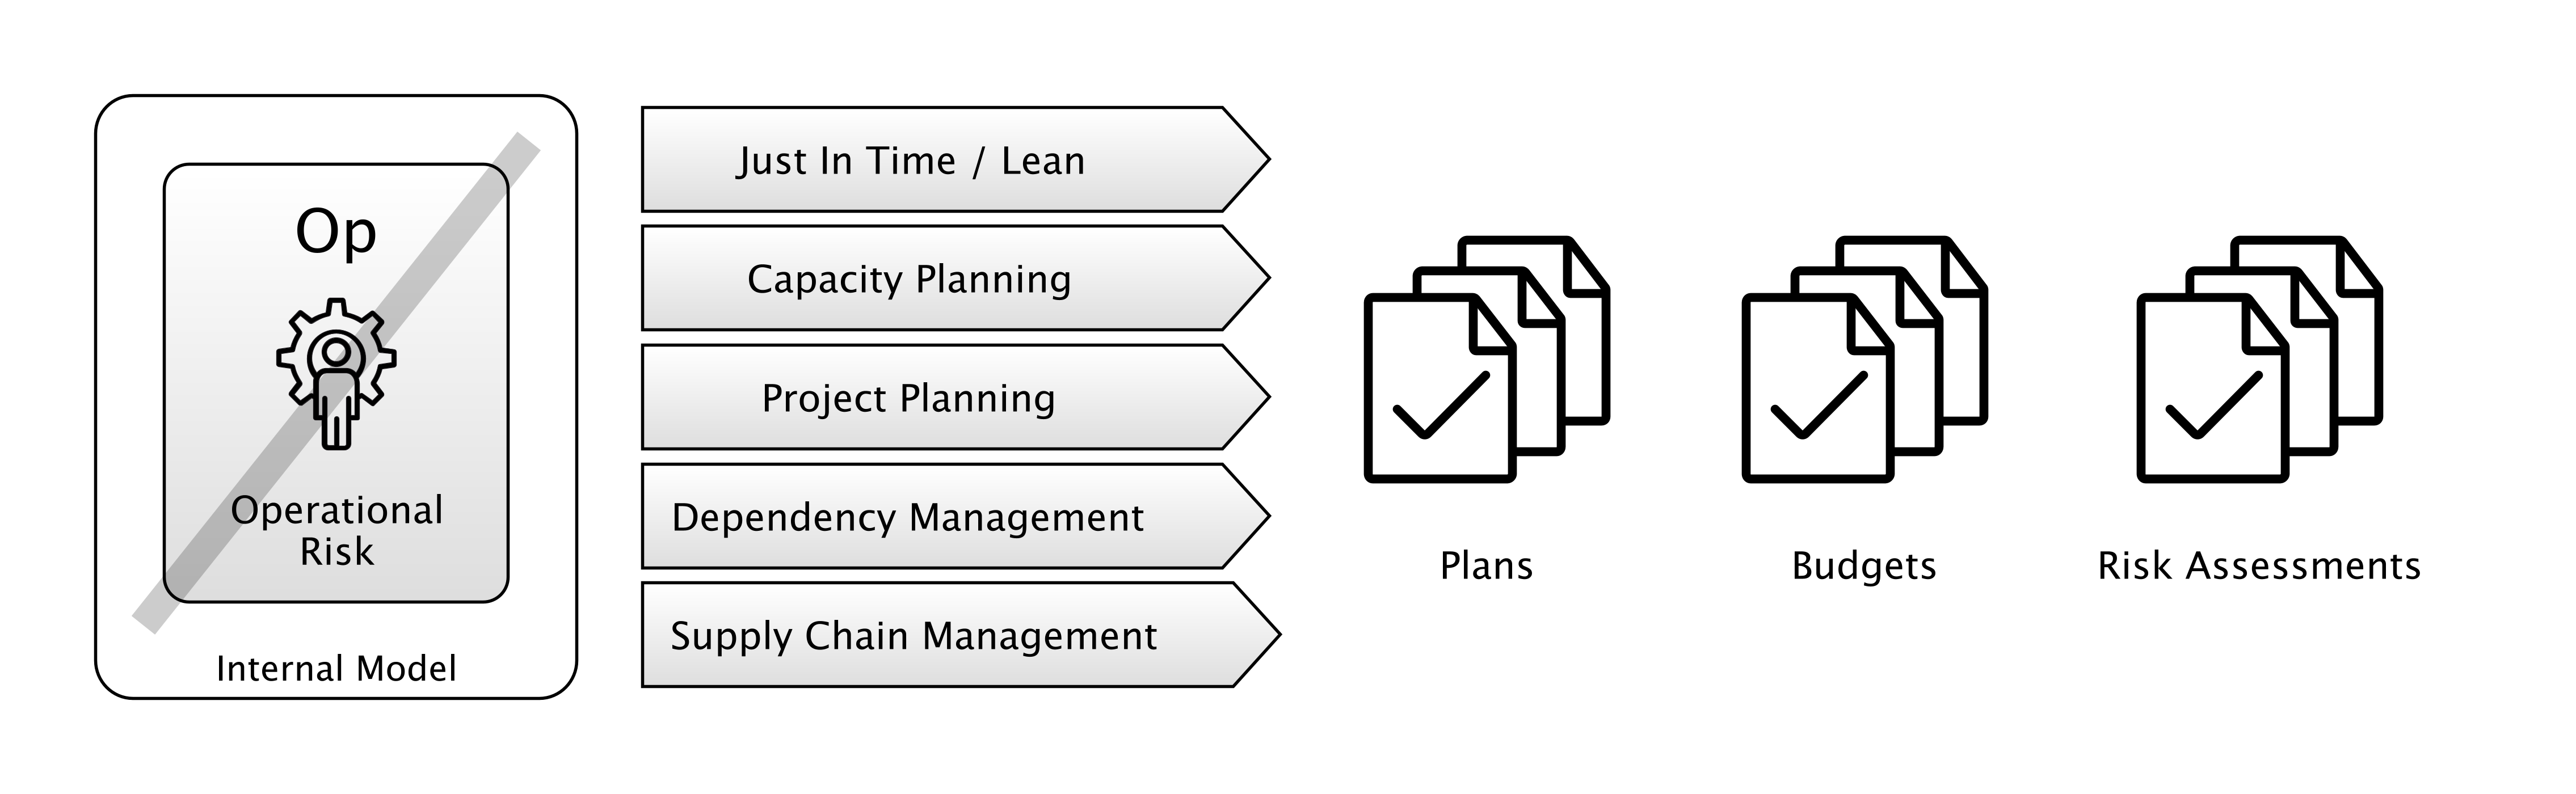 Op
Operational
Risk
Internal Model
Just In Time / Lean
Capacity Planning
Project Planning
Dependency Management
Supply Chain Management
Plans
Budgets
Risk Assessments